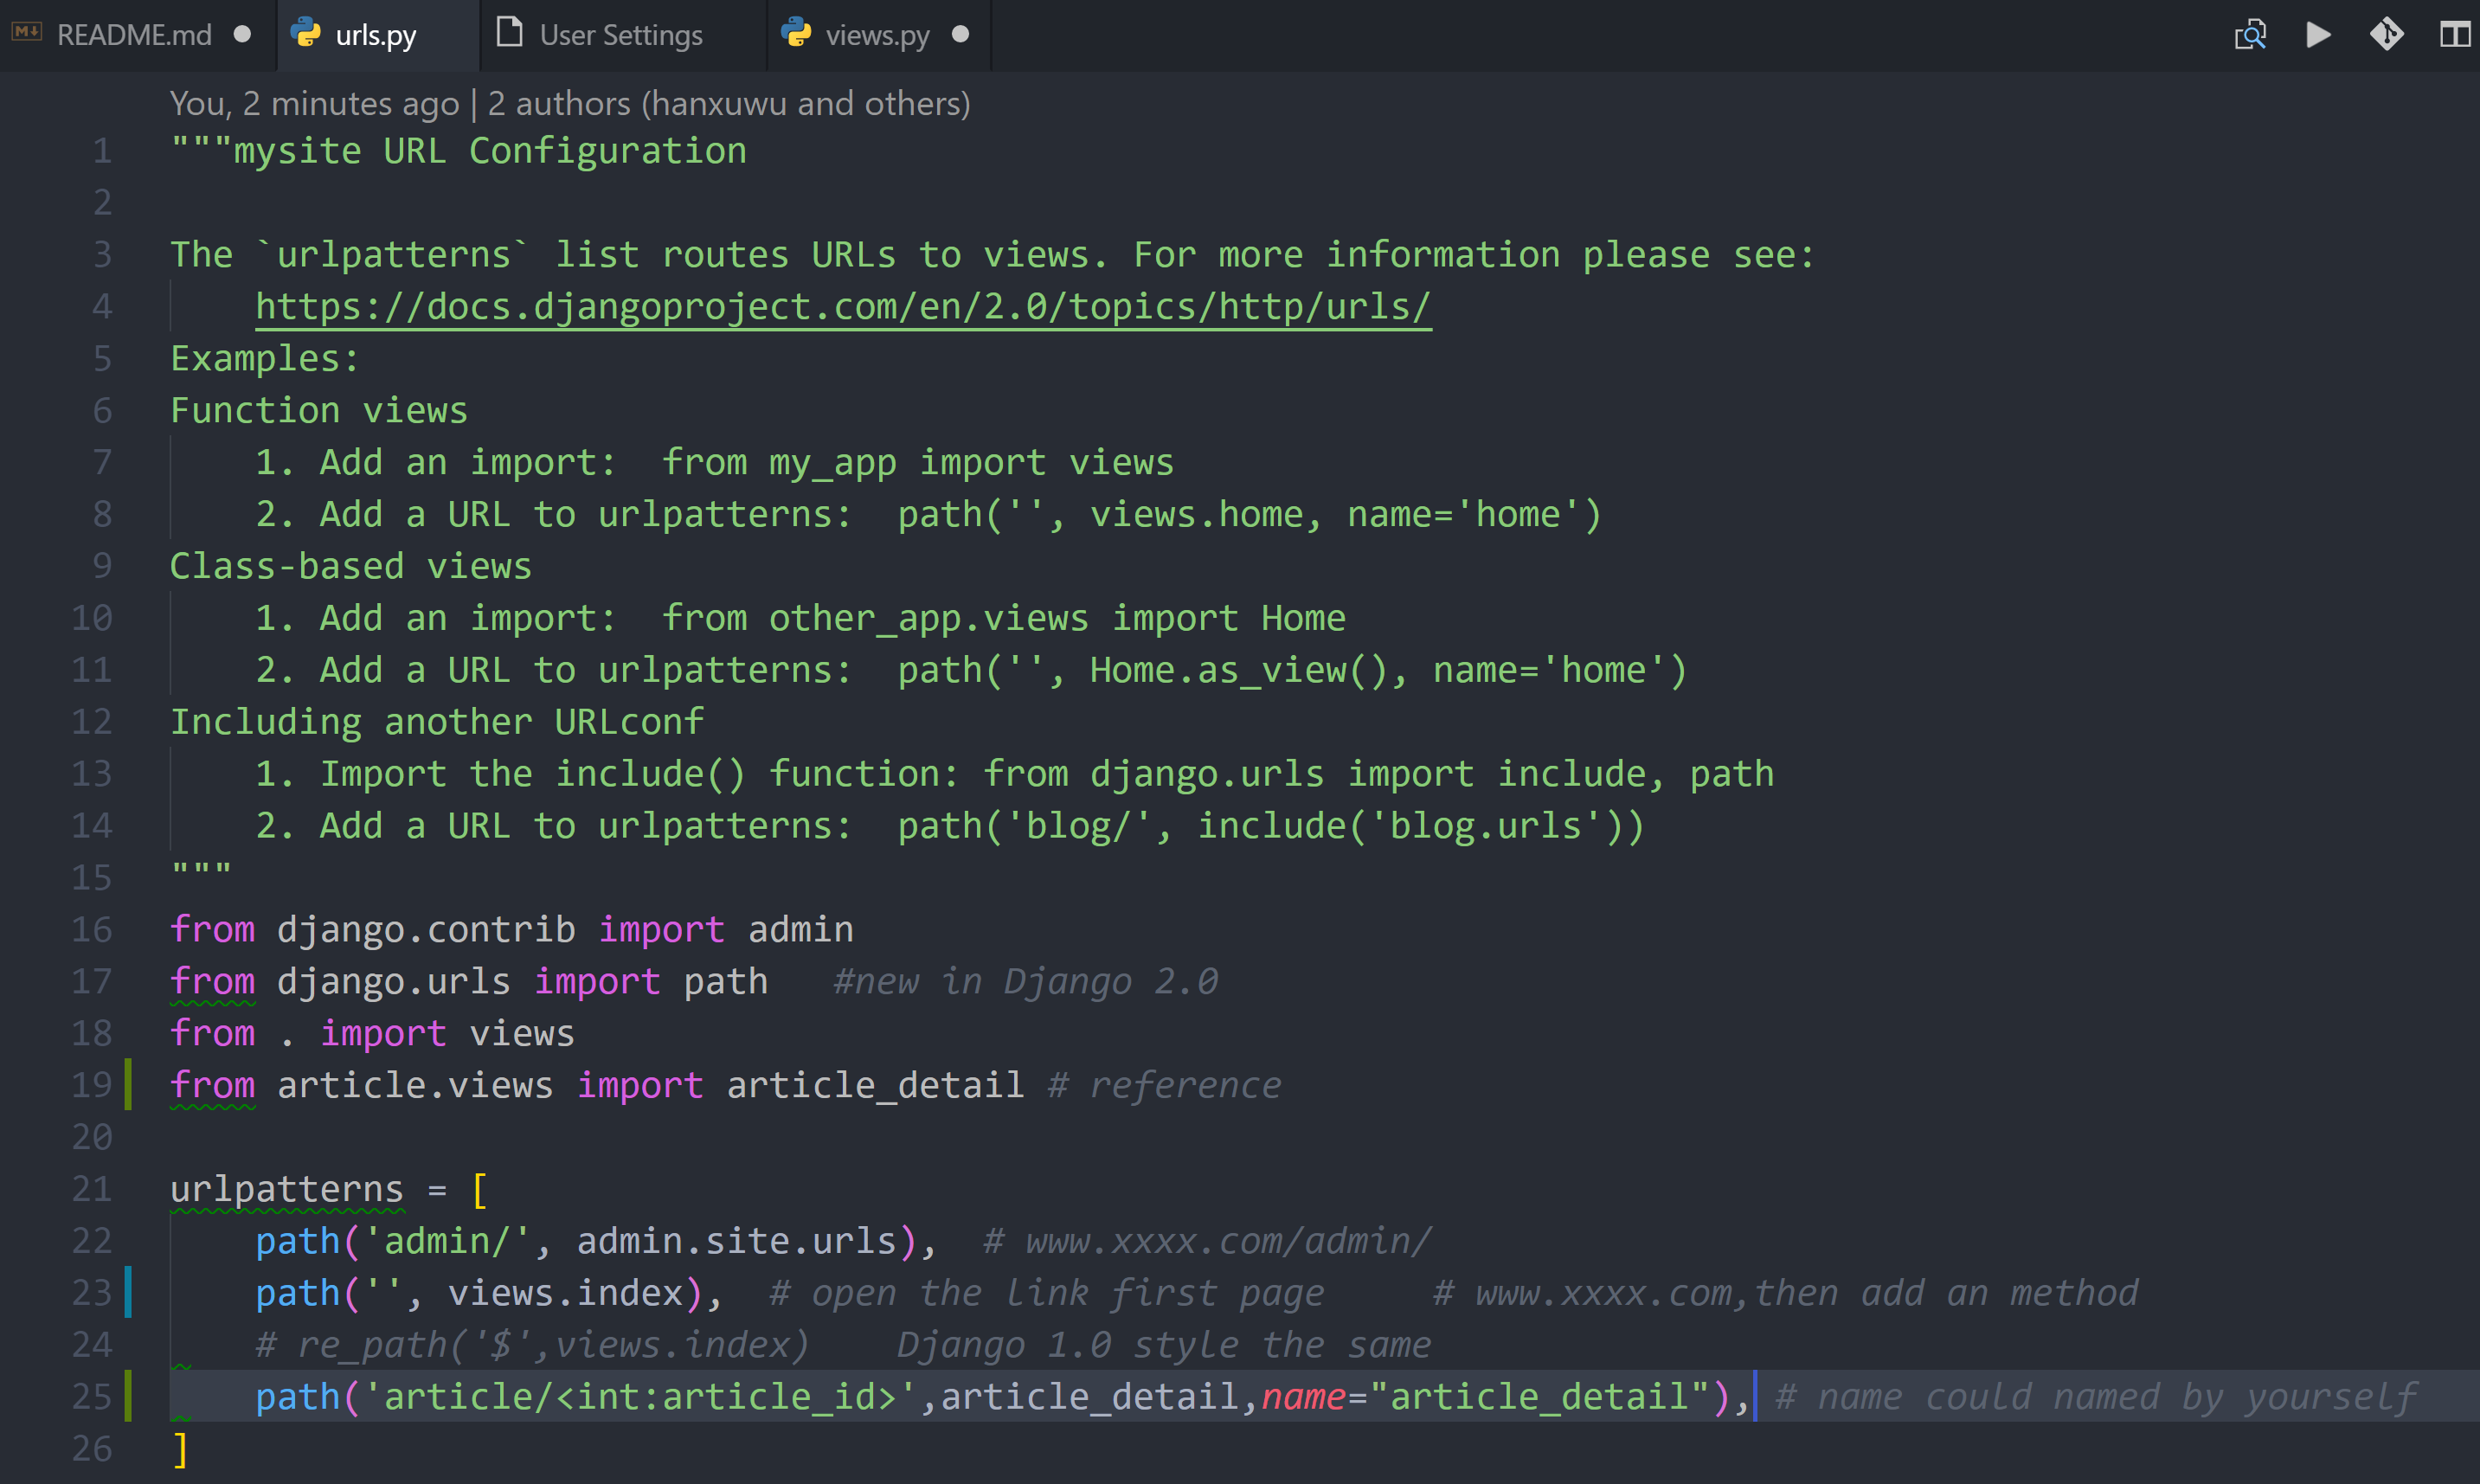 README.md
urls.py
User Settings
views.py
You, 2 minutes ago | 2 authors (hanxuwu and others)
1 """mysite URL Configuration
2
3 The `urlpatterns` list routes URLs to views. For more information please see:
4     https://docs.djangoproject.com/en/2.0/topics/http/urls/
5 Examples:
6 Function views
7     1. Add an import:  from my_app import views
8     2. Add a URL to urlpatterns:  path('', views.home, name='home')
9 Class-based views
10     1. Add an import:  from other_app.views import Home
11     2. Add a URL to urlpatterns:  path('', Home.as_view(), name='home')
12 Including another URLconf
13     1. Import the include() function: from django.urls import include, path
14     2. Add a URL to urlpatterns:  path('blog/', include('blog.urls'))
15 """
16 from django.contrib import admin
17 from django.urls import path   #new in Django 2.0
18 from . import views
19 from article.views import article_detail # reference
20
21 urlpatterns = [
22     path('admin/', admin.site.urls),  # www.xxxx.com/admin/
23     path('', views.index),  # open the link first page     # www.xxxx.com,then add an method
24     # re_path('$',views.index)    Django 1.0 style the same
25     path('article/<int:article_id>',article_detail,name="article_detail"), # name could named by yourself
26 ]